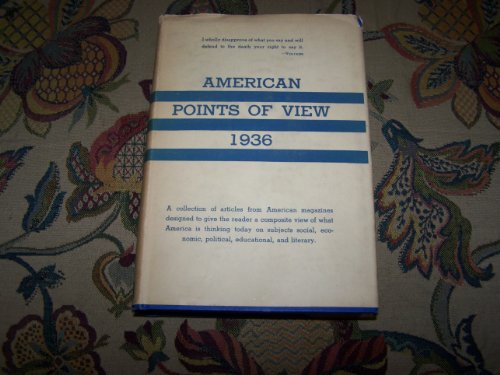 I wholly disapprove of what you say and will
defend to the death your right to say it.
—Voltaire
AMERICAN
POINTS OF VIEW
1936
A collection of articles from American magazines
designed to give the reader a composite view of what
America is thinking today on subjects social, eco-
nomic, political, educational, and literary.